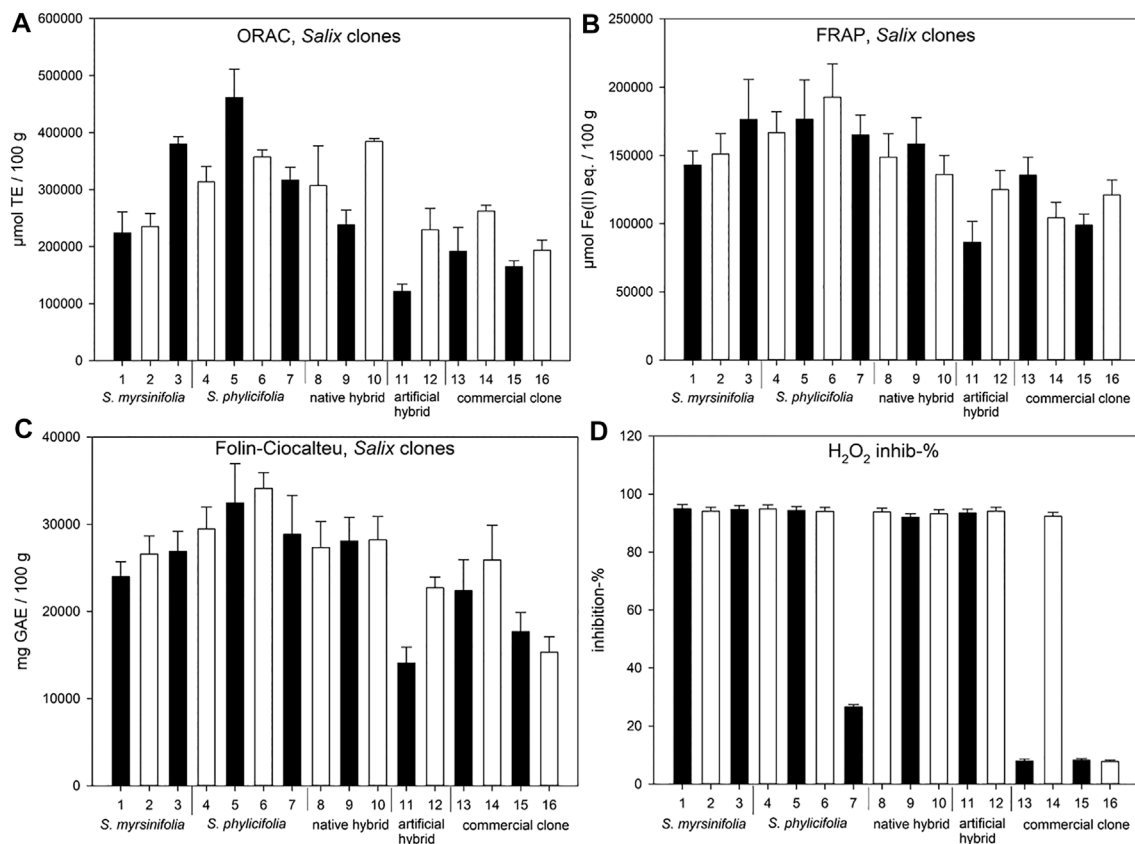 A
ORAC, Salix clones
µmol TE / 100 g
600000
500000
400000
300000
200000
100000
0
1 2 3 4 5 6 7 8 9 10 11 12 13 14 15 16
S. myrsinifolia S. phylicifolia native hybrid artificial hybrid commercial clone
B
FRAP, Salix clones
µmol Fe(II) eq. / 100 g
250000
200000
150000
100000
50000
0
1 2 3 4 5 6 7 8 9 10 11 12 13 14 15 16
S. myrsinifolia S. phylicifolia native hybrid artificial hybrid commercial clone
C
Folin-Ciocalteu, Salix clones
mg GAE / 100 g
40000
30000
20000
10000
0
1 2 3 4 5 6 7 8 9 10 11 12 13 14 15 16
S. myrsinifolia S. phylicifolia native hybrid artificial hybrid commercial clone
D
H₂O₂ inhib-%
inhibition-%
120
100
80
60
40
20
0
1 2 3 4 5 6 7 8 9 10 11 12 13 14 15 16
S. myrsinifolia S. phylicifolia native hybrid artificial hybrid commercial clone